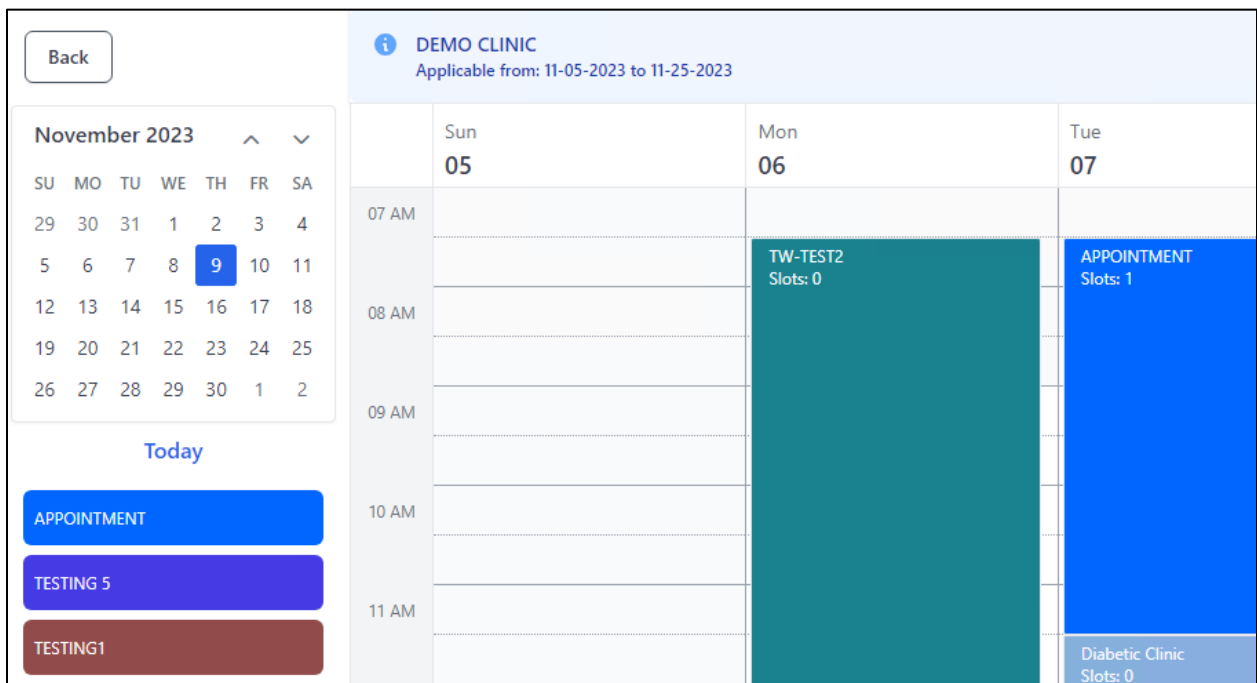 Back
DEMO CLINIC
Applicable from: 11-05-2023 to 11-25-2023
November 2023
SU MO TU WE TH FR SA
29 30 31 1 2 3 4
5 6 7 8 9 10 11
12 13 14 15 16 17 18
19 20 21 22 23 24 25
26 27 28 29 30 1 2
Today
APPOINTMENT
TESTING 5
TESTING1
Sun Mon Tue
05 06 07
07 AM
TW-TEST2 APPOINTMENT
Slots: 0 Slots: 1
08 AM
09 AM
10 AM
11 AM
Diabetic Clinic
Slots: 0